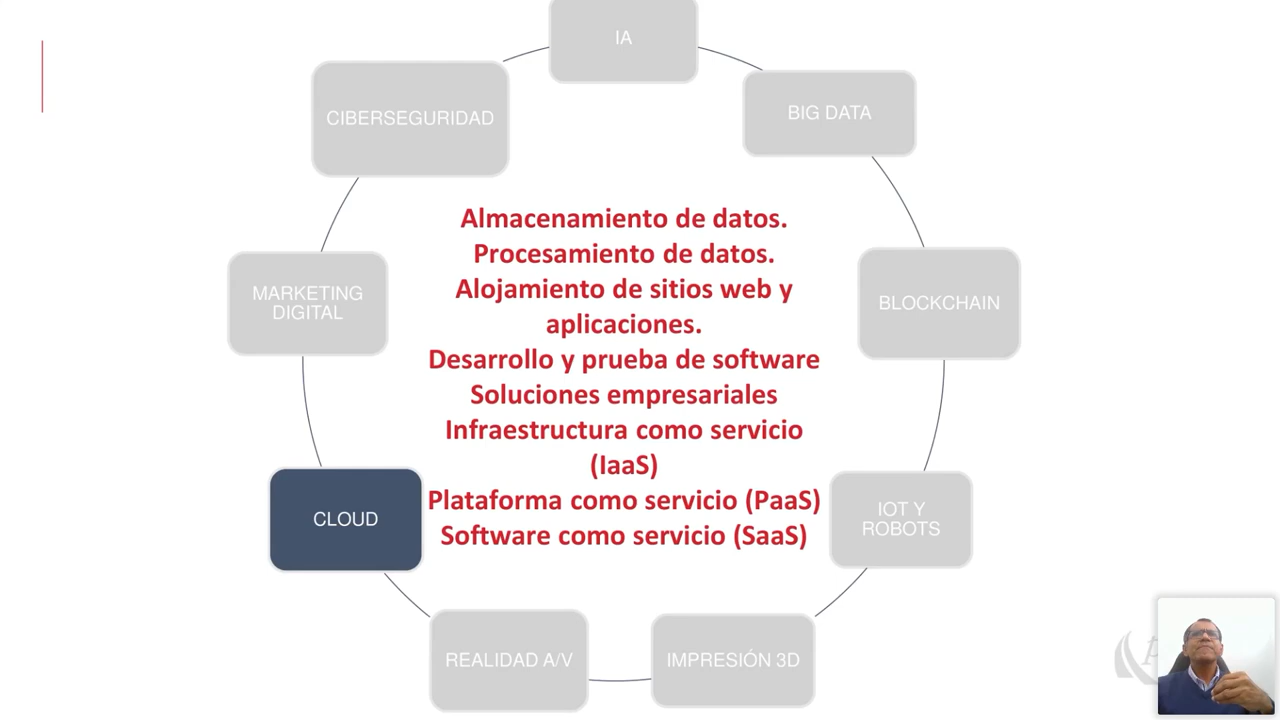 IA
CIBERSEGURIDAD
BIG DATA
Almacenamiento de datos.
Procesamiento de datos.
Alojamiento de sitios web y
aplicaciones.
Desarrollo y prueba de software
Soluciones empresariales
Infraestructura como servicio
(IaaS)
Plataforma como servicio (PaaS)
Software como servicio (SaaS)
MARKETING
DIGITAL
BLOCKCHAIN
CLOUD
IOT Y
ROBOTS
REALIDAD A/V
IMPRESIÓN 3D